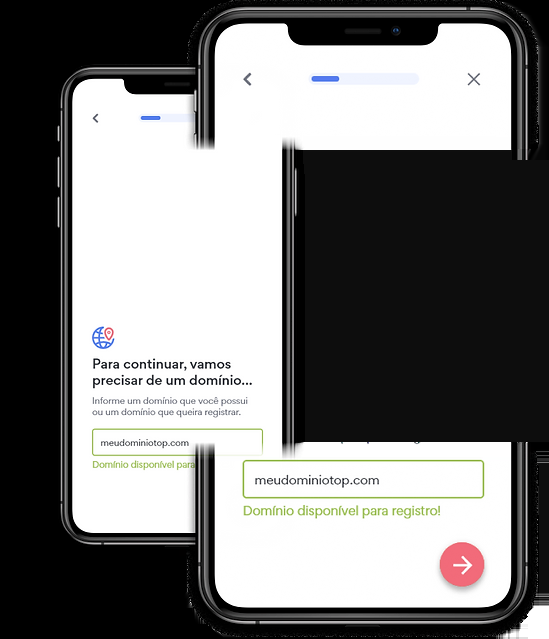 Para continuar, vamos
precisar de um domínio...
Informe um domínio que você possui
ou um domínio que queira registrar.
meudominiotop.com
Domínio disponível para
meudominiotop.com
Domínio disponível para registro!